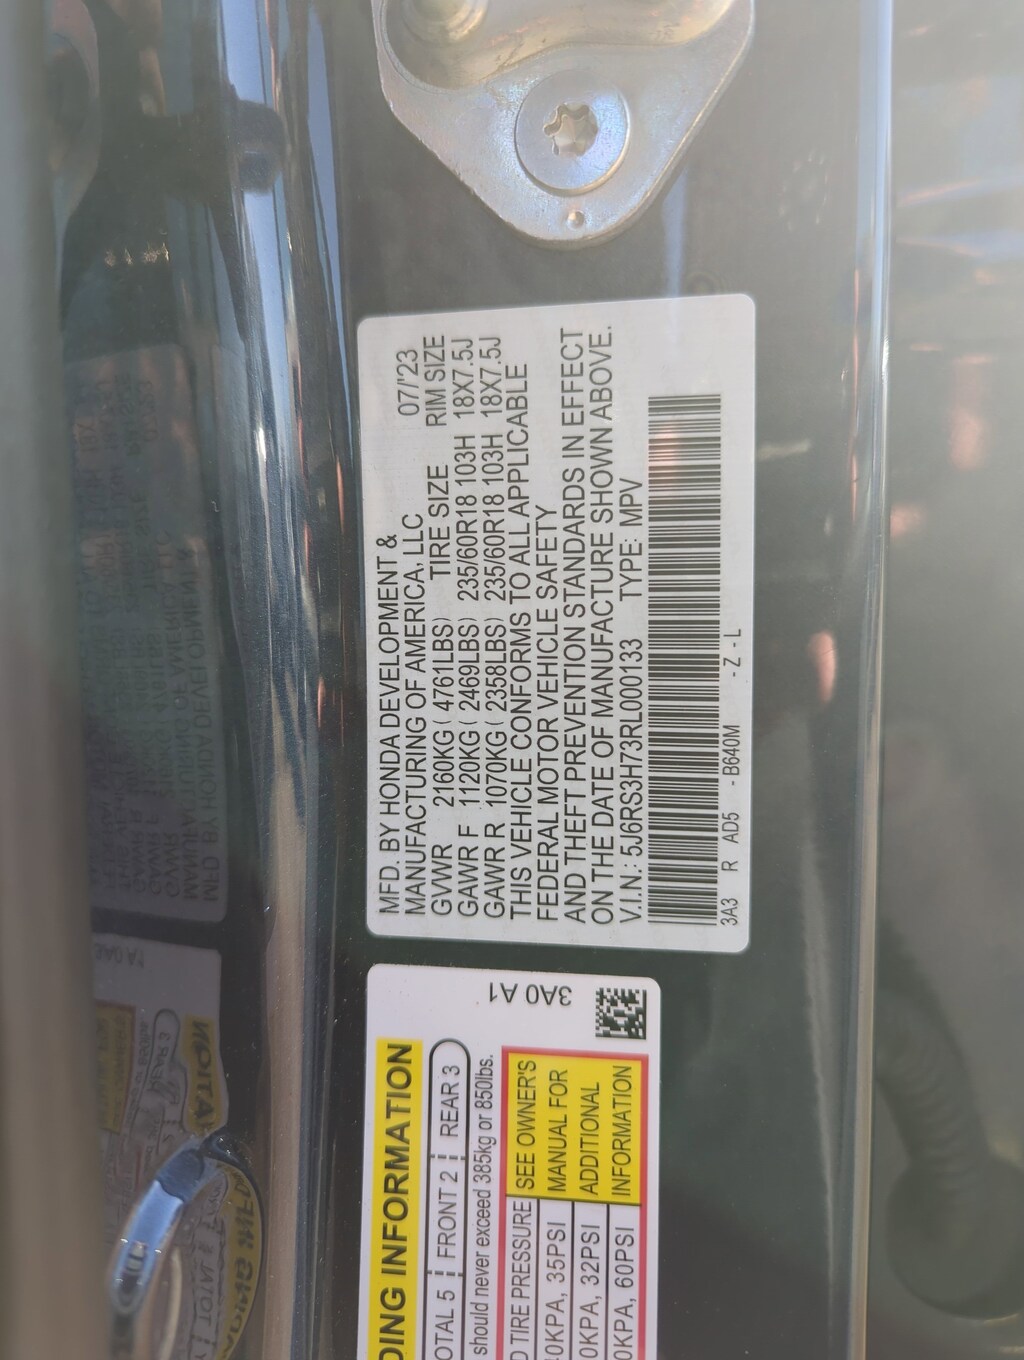 MFD. BY HONDA DEVELOPMENT &
MANUFACTURING OF AMERICA, LLC 07/'23
GVWR 2160KG ( 4761LBS) TIRE SIZE RIM SIZE
GAWR F 1120KG ( 2469LBS) 235/60R18 103H 18X7.5J
GAWR R 1070KG ( 2358LBS) 235/60R18 103H 18X7.5J
THIS VEHICLE CONFORMS TO ALL APPLICABLE
FEDERAL MOTOR VEHICLE SAFETY
AND THEFT PREVENTION STANDARDS IN EFFECT
ON THE DATE OF MANUFACTURE SHOWN ABOVE.
V.I.N.: 5J6RS3H73RL000133 TYPE: MPV
3A3 R AD5 - B640M - Z - L
3A0 A1
DING INFORMATION
OTAL 5 FRONT 2 REAR 3
should never exceed 385kg or 850lbs.
D TIRE PRESSURE SEE OWNER'S
0KPA, 35PSI MANUAL FOR
0KPA, 32PSI ADDITIONAL
0KPA, 60PSI INFORMATION